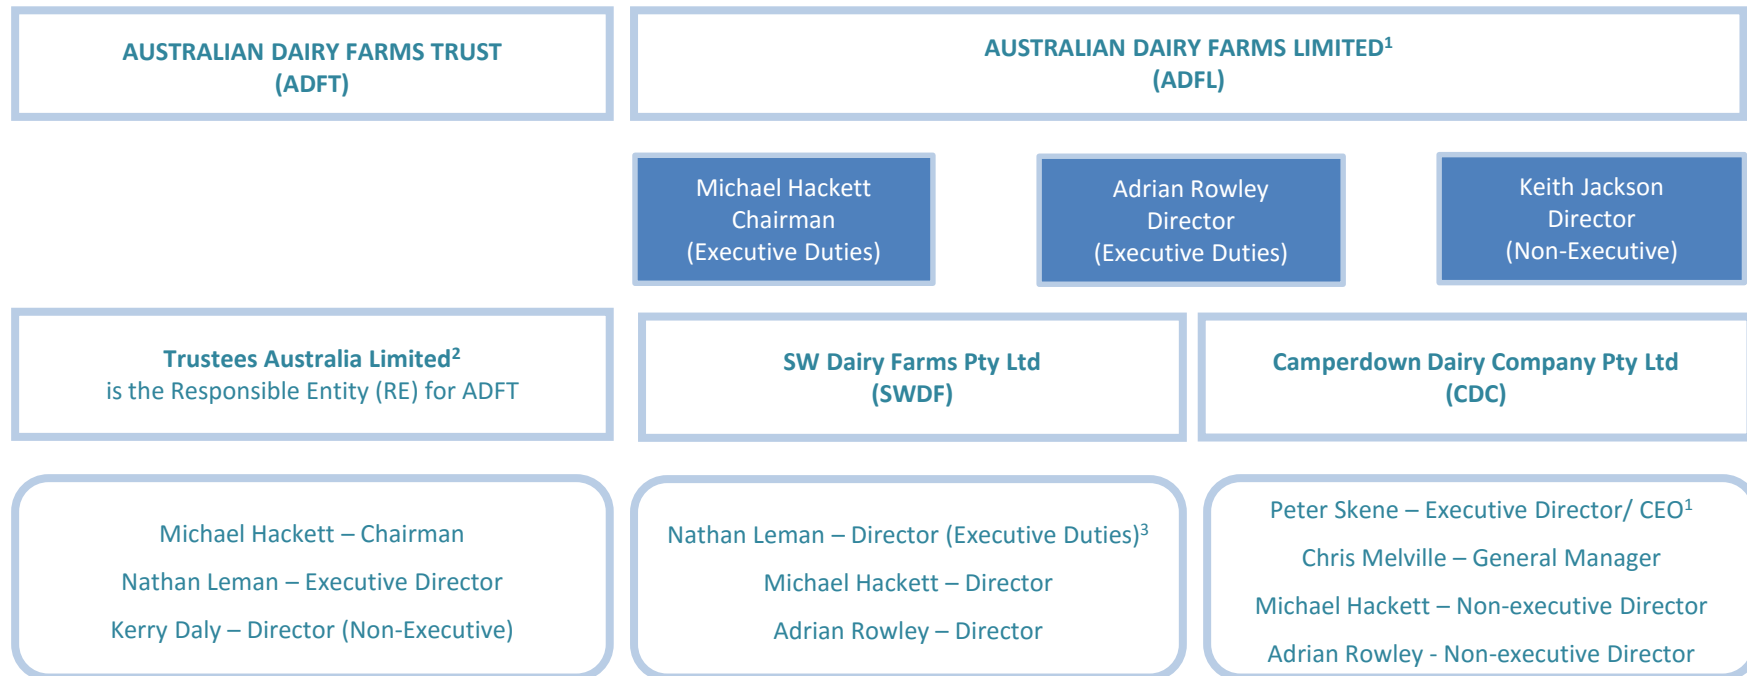 AUSTRALIAN DAIRY FARMS TRUST
(ADFT)
AUSTRALIAN DAIRY FARMS LIMITED¹
(ADFL)
Michael Hackett
Chairman
(Executive Duties)
Adrian Rowley
Director
(Executive Duties)
Keith Jackson
Director
(Non-Executive)
Trustees Australia Limited²
is the Responsible Entity (RE) for ADFT
SW Dairy Farms Pty Ltd
(SWDF)
Camperdown Dairy Company Pty Ltd
(CDC)
Michael Hackett – Chairman
Nathan Leman – Executive Director
Kerry Daly – Director (Non-Executive)
Nathan Leman – Director (Executive Duties)³
Michael Hackett – Director
Adrian Rowley – Director
Peter Skene – Executive Director/ CEO¹
Chris Melville – General Manager
Michael Hackett – Non-executive Director
Adrian Rowley - Non-executive Director